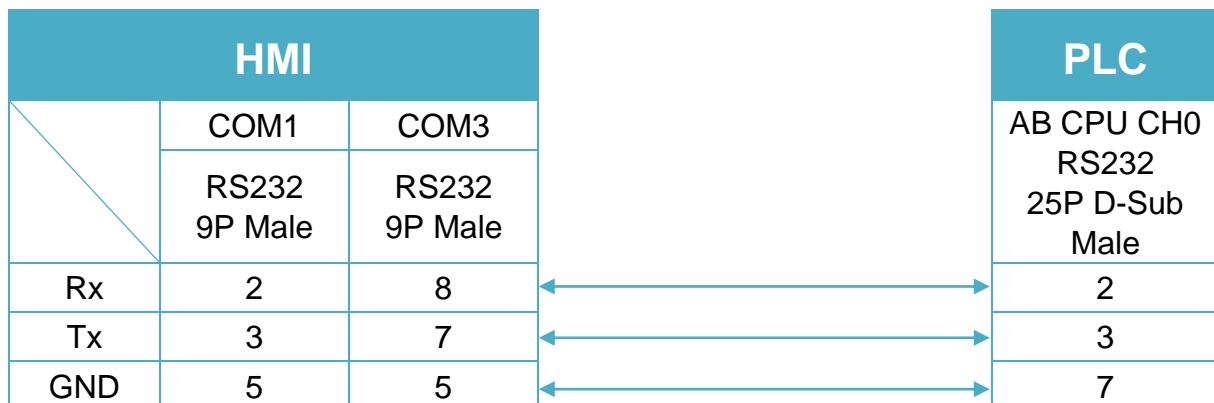 HMI PLC
COM1 COM3 AB CPU CH0
RS232
9P Male RS232
9P Male RS232
25P D-Sub
Male
Rx 2 8 2
Tx 3 7 3
GND 5 5 7